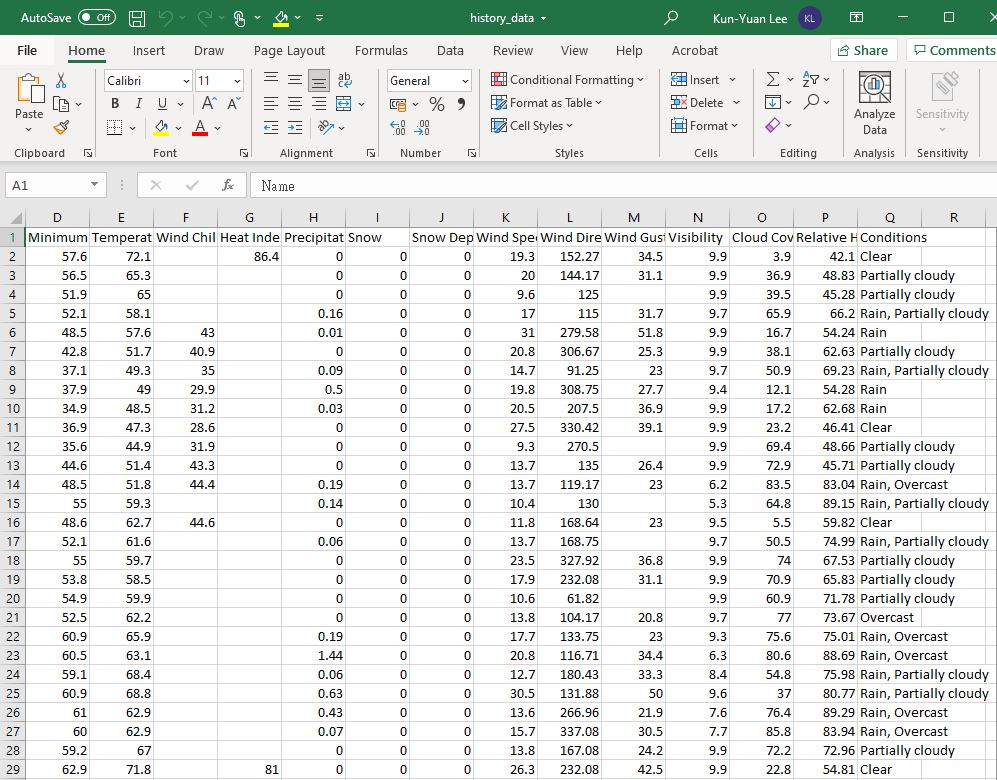 AutoSave Off history_data Kun-Yuan Lee KL
File Home Insert Draw Page Layout Formulas Data Review View Help Acrobat Share Comments
Paste
Clipboard
Calibri 11 A A
B I U A
Font
ab
Alignment
General
% 9
Number
Conditional Formatting
Format as Table
Cell Styles
Styles
Insert
Delete
Format
Cells
Editing
Analyze
Data
Analysis
Sensitivity
Sensitivity
A1 fx Name
D E F G H I J K L M N O P Q R
1 Minimum Temperat Wind Chil Heat Inde Precipitat Snow Snow Dep Wind Spee Wind Dire Wind Gust Visibility Cloud Cov Relative H Conditions
2 57.6 72.1 86.4 0 0 0 19.3 152.27 34.5 9.9 3.9 42.1 Clear
3 56.5 65.3 0 0 0 20 144.17 31.1 9.9 36.9 48.83 Partially cloudy
4 51.9 65 0 0 0 9.6 125 9.9 39.5 45.28 Partially cloudy
5 52.1 58.1 0.16 0 0 17 115 31.7 9.7 65.9 66.2 Rain, Partially cloudy
6 48.5 57.6 43 0.01 0 0 31 279.58 51.8 9.9 16.7 54.24 Rain
7 42.8 51.7 40.9 0 0 0 20.8 306.67 25.3 9.9 38.1 62.63 Partially cloudy
8 37.1 49.3 35 0.09 0 0 14.7 91.25 23 9.7 50.9 69.23 Rain, Partially cloudy
9 37.9 49 29.9 0.5 0 0 19.8 308.75 27.7 9.4 12.1 54.28 Rain
10 34.9 48.5 31.2 0.03 0 0 20.5 207.5 36.9 9.9 17.2 62.68 Rain
11 36.9 47.3 28.6 0 0 0 27.5 330.42 39.1 9.9 23.2 46.41 Clear
12 35.6 44.9 31.9 0 0 0 9.3 270.5 9.9 69.4 48.66 Partially cloudy
13 44.6 51.4 43.3 0 0 0 13.7 135 26.4 9.9 72.9 45.71 Partially cloudy
14 48.5 51.8 44.4 0.19 0 0 13.7 119.17 23 6.2 83.5 83.04 Rain, Overcast
15 55 59.3 0.14 0 0 10.4 130 5.3 64.8 89.15 Rain, Partially cloudy
16 48.6 62.7 44.6 0 0 0 11.8 168.64 23 9.5 5.5 59.82 Clear
17 52.1 61.6 0.06 0 0 13.7 168.75 9.7 50.5 74.99 Rain, Partially cloudy
18 55 59.7 0 0 0 23.5 327.92 36.8 9.9 74 67.53 Partially cloudy
19 53.8 58.5 0 0 0 17.9 232.08 31.1 9.9 70.9 65.83 Partially cloudy
20 54.9 59.9 0 0 0 10.6 61.82 9.9 60.9 71.78 Partially cloudy
21 52.5 62.2 0 0 0 13.8 104.17 20.8 9.7 77 73.67 Overcast
22 60.9 65.9 0.19 0 0 17.7 133.75 23 9.3 75.6 75.01 Rain, Overcast
23 60.5 63.1 1.44 0 0 20.8 116.71 34.4 6.3 80.6 88.69 Rain, Overcast
24 59.1 68.4 0.06 0 0 12.7 180.43 33.3 8.4 54.8 75.98 Rain, Partially cloudy
25 60.9 68.8 0.63 0 0 30.5 131.88 50 9.6 37 80.77 Rain, Partially cloudy
26 61 62.9 0.43 0 0 13.6 266.96 21.9 7.6 76.4 89.29 Rain, Overcast
27 60 62.9 0.07 0 0 15.7 337.08 30.5 7.7 85.8 83.94 Rain, Overcast
28 59.2 67 0 0 0 13.8 167.08 24.2 9.9 72.2 72.96 Partially cloudy
29 62.9 71.8 81 0 0 0 26.3 232.08 42.5 9.9 22.8 54.81 Clear